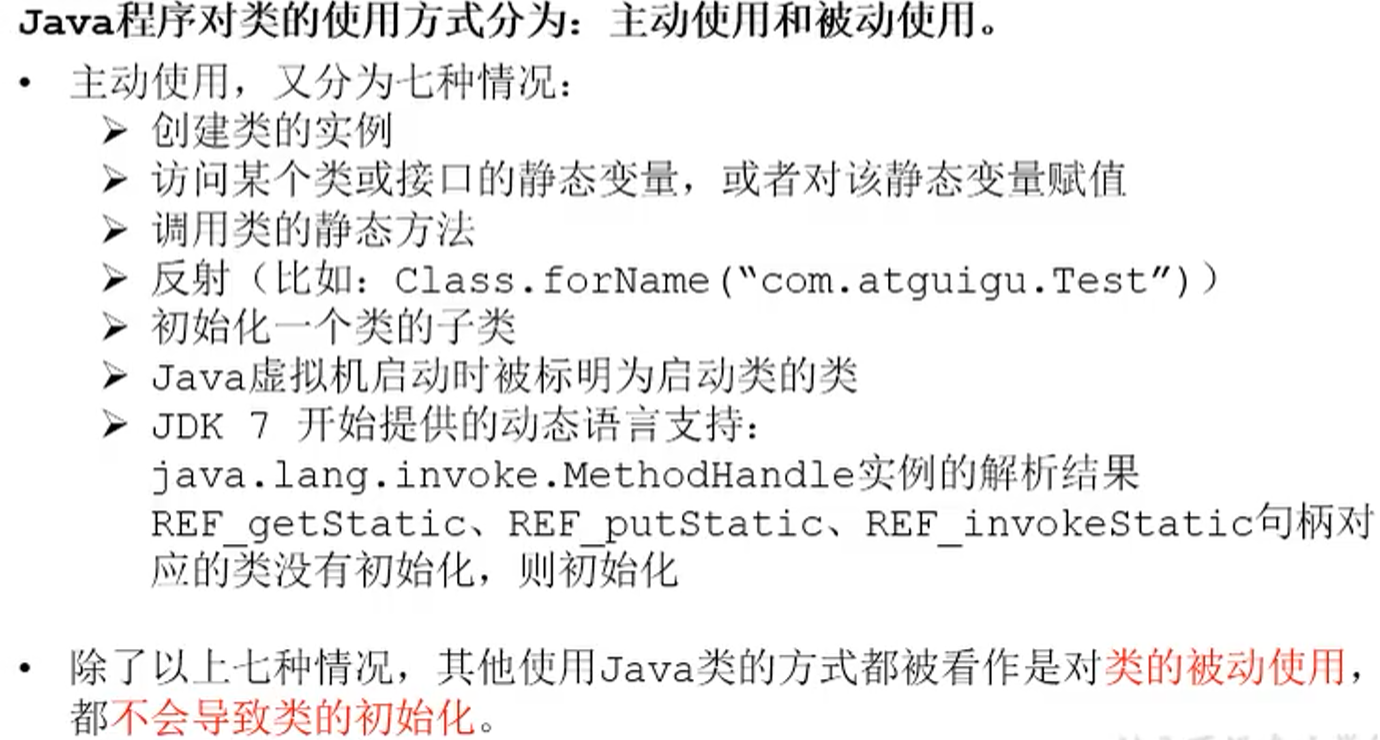 Java程序对类的使用方式分为：主动使用和被动使用。
• 主动使用，又分为七种情况：
➢ 创建类的实例
➢ 访问某个类或接口的静态变量，或者对该静态变量赋值
➢ 调用类的静态方法
➢ 反射（比如：Class.forName(“com.atguigu.Test”)）
➢ 初始化一个类的子类
➢ Java虚拟机启动时被标明为启动类的类
➢ JDK 7 开始提供的动态语言支持：
java.lang.invoke.MethodHandle实例的解析结果
REF_getStatic、REF_putStatic、REF_invokeStatic句柄对
应的类没有初始化，则初始化
• 除了以上七种情况，其他使用Java类的方式都被看作是对类的被动使用，
都不会导致类的初始化。